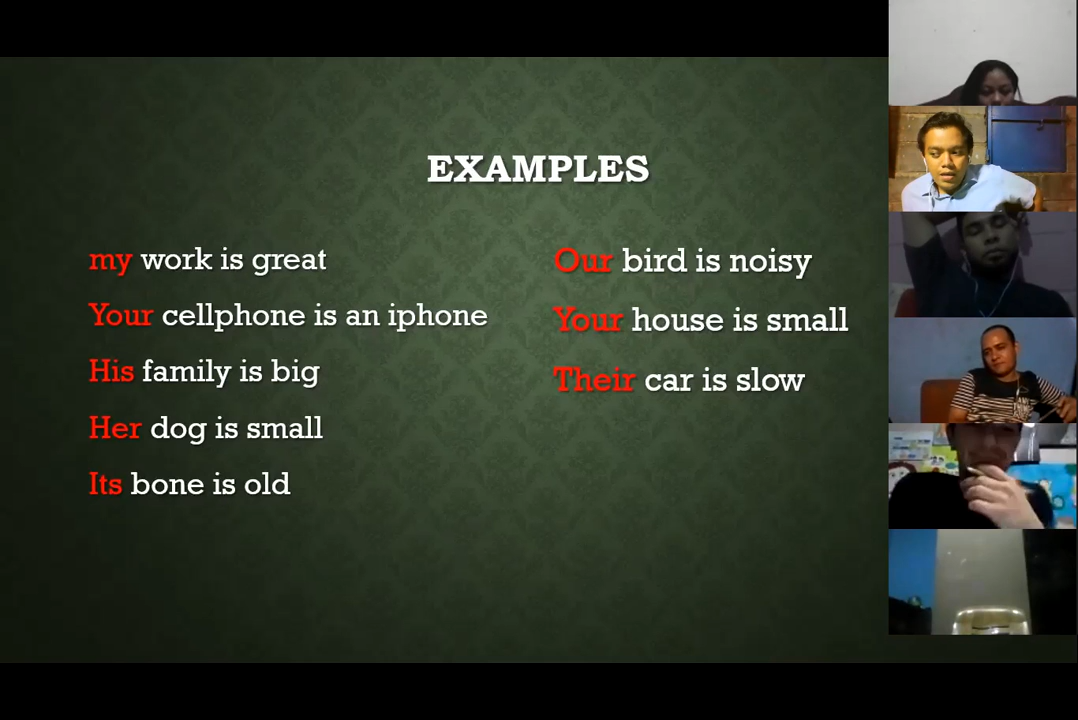 EXAMPLES
my work is great
Your cellphone is an iphone
His family is big
Her dog is small
Its bone is old
Our bird is noisy
Your house is small
Their car is slow